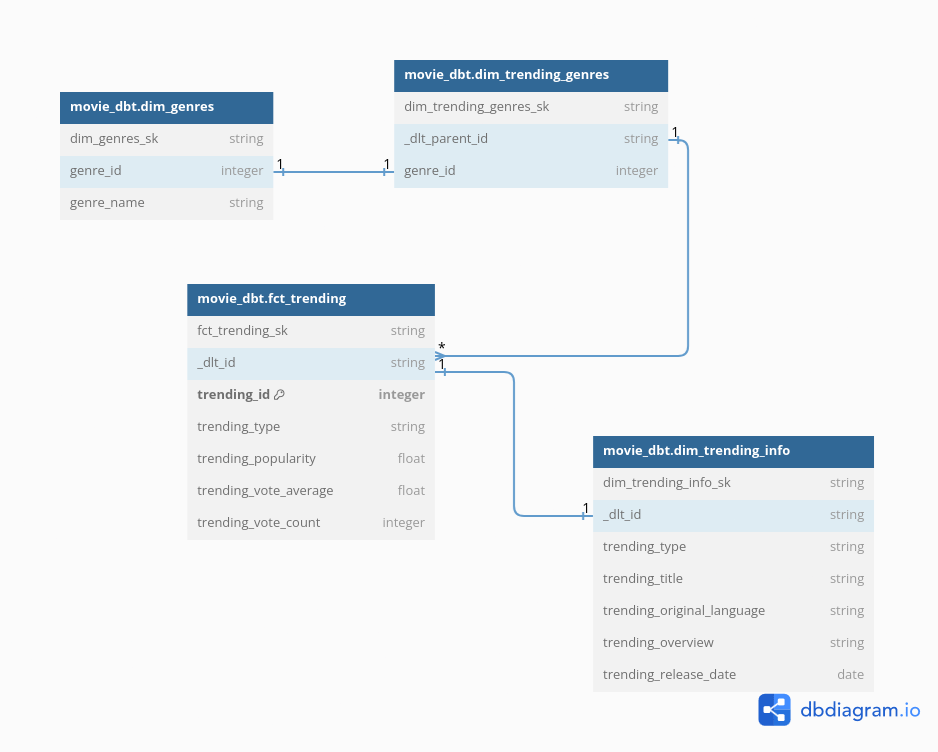 movie_dbt.dim_genres
dim_genres_sk string
genre_id integer
genre_name string
1 1
movie_dbt.dim_trending_genres
dim_trending_genres_sk string
_dlt_parent_id string
genre_id integer
1
movie_dbt.fct_trending
fct_trending_sk string
_dlt_id string
trending_id integer
trending_type string
trending_popularity float
trending_vote_average float
trending_vote_count integer
*
1
1
movie_dbt.dim_trending_info
dim_trending_info_sk string
_dlt_id string
trending_type string
trending_title string
trending_original_language string
trending_overview string
trending_release_date date
dbdiagram.io